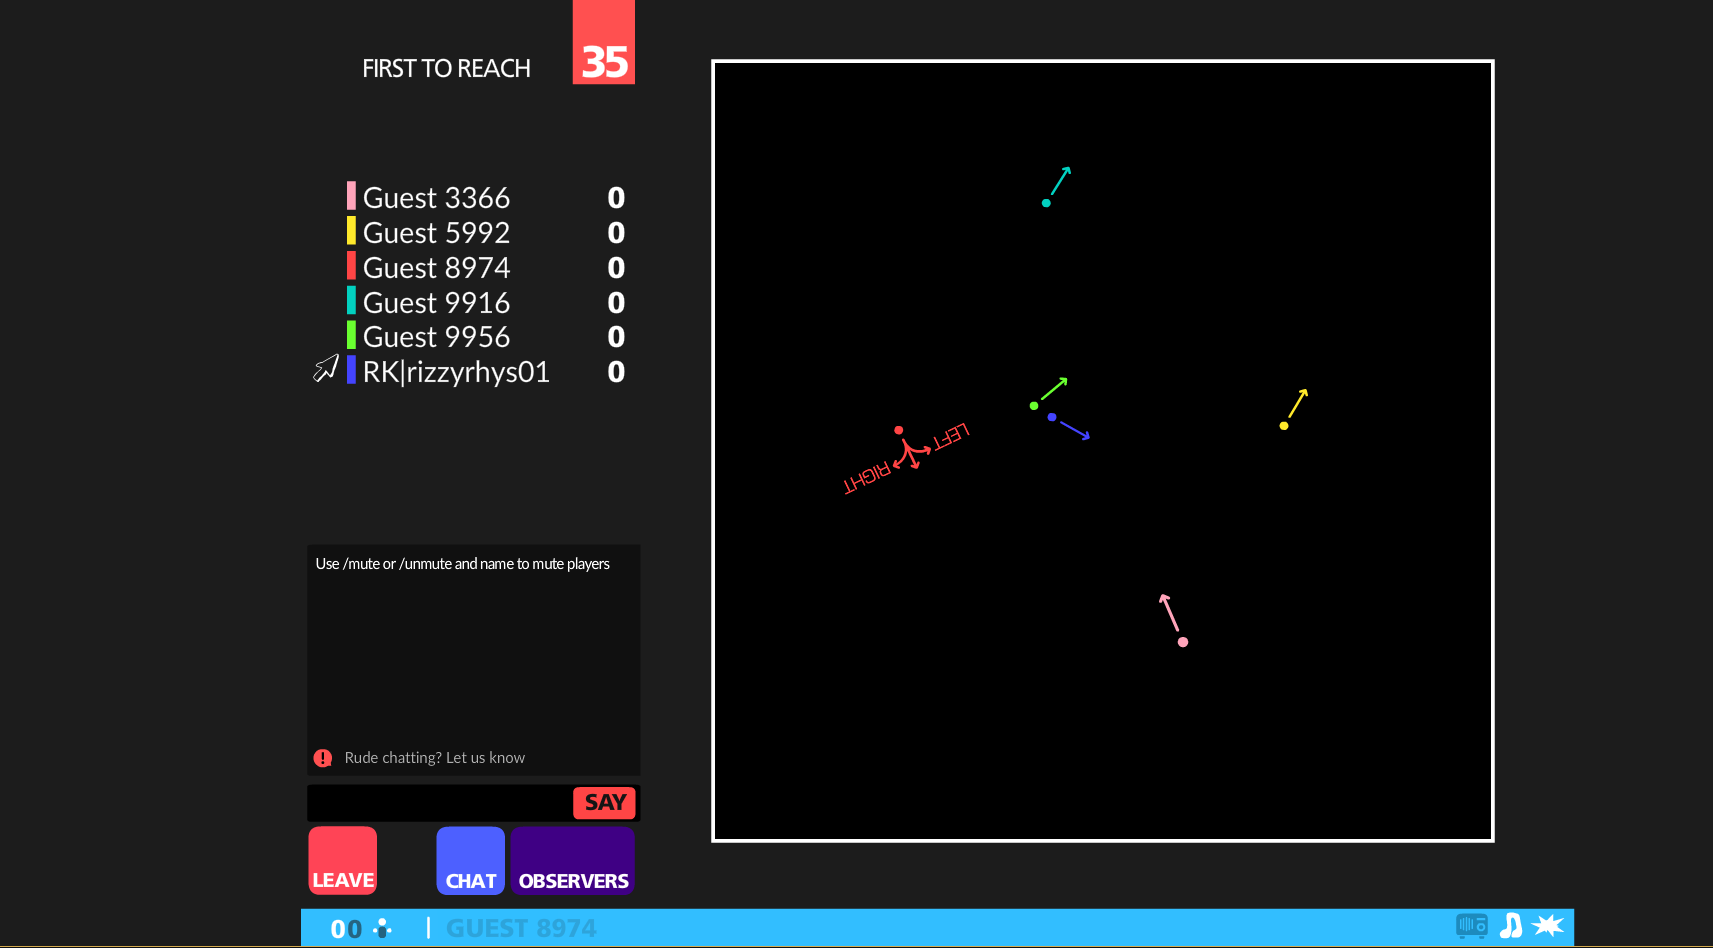 FIRST TO REACH 35
Guest 3366 0
Guest 5992 0
Guest 8974 0
Guest 9916 0
Guest 9956 0
RK|rizzyrhys01 0
LEFT
RIGHT
Use /mute or /unmute and name to mute players
Rude chatting? Let us know
SAY
LEAVE
CHAT
OBSERVERS
00 | GUEST 8974